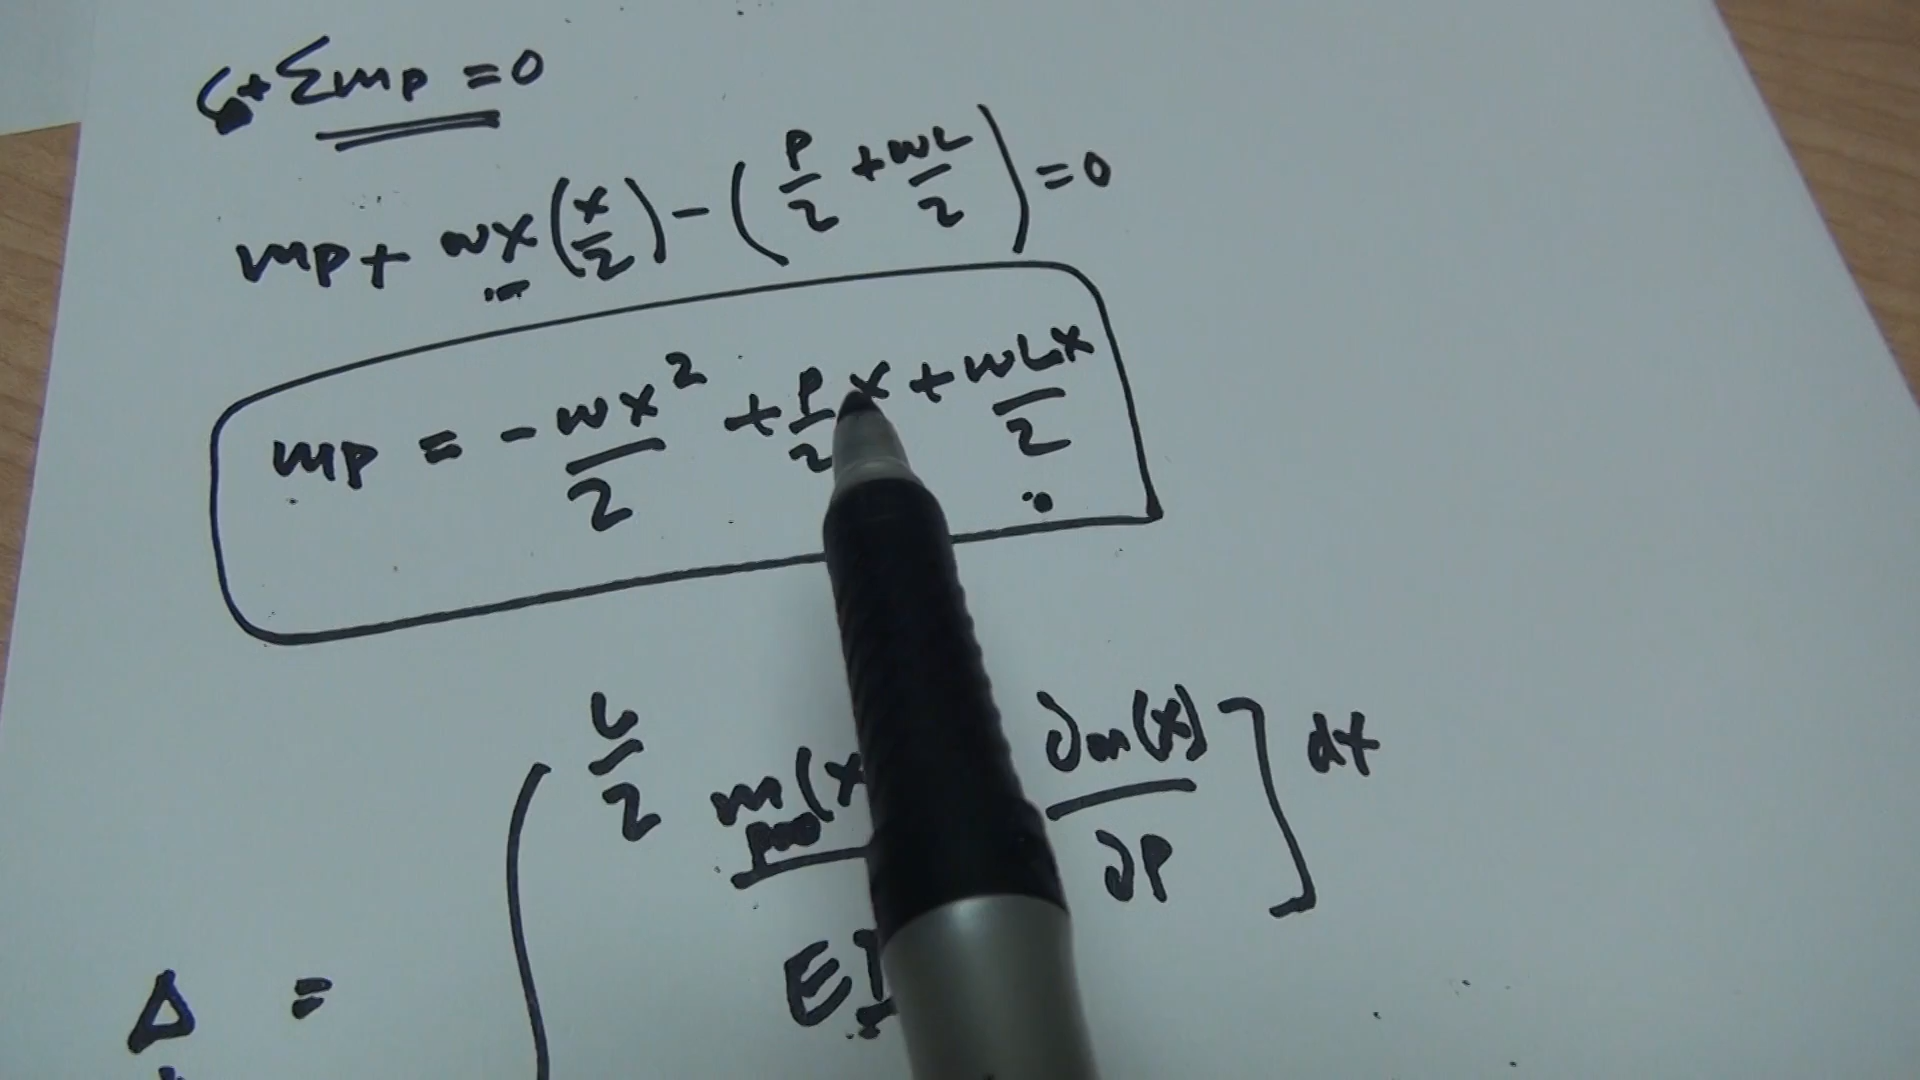 ↺+ Σmp = 0
mp + wx(x/2) - (P/2 + wL/2) = 0
mp = - wx²/2 + P/2 x + wLx/2
L/2 m(x ∂m(x)/∂P ] dx
EI
Δ = ∫